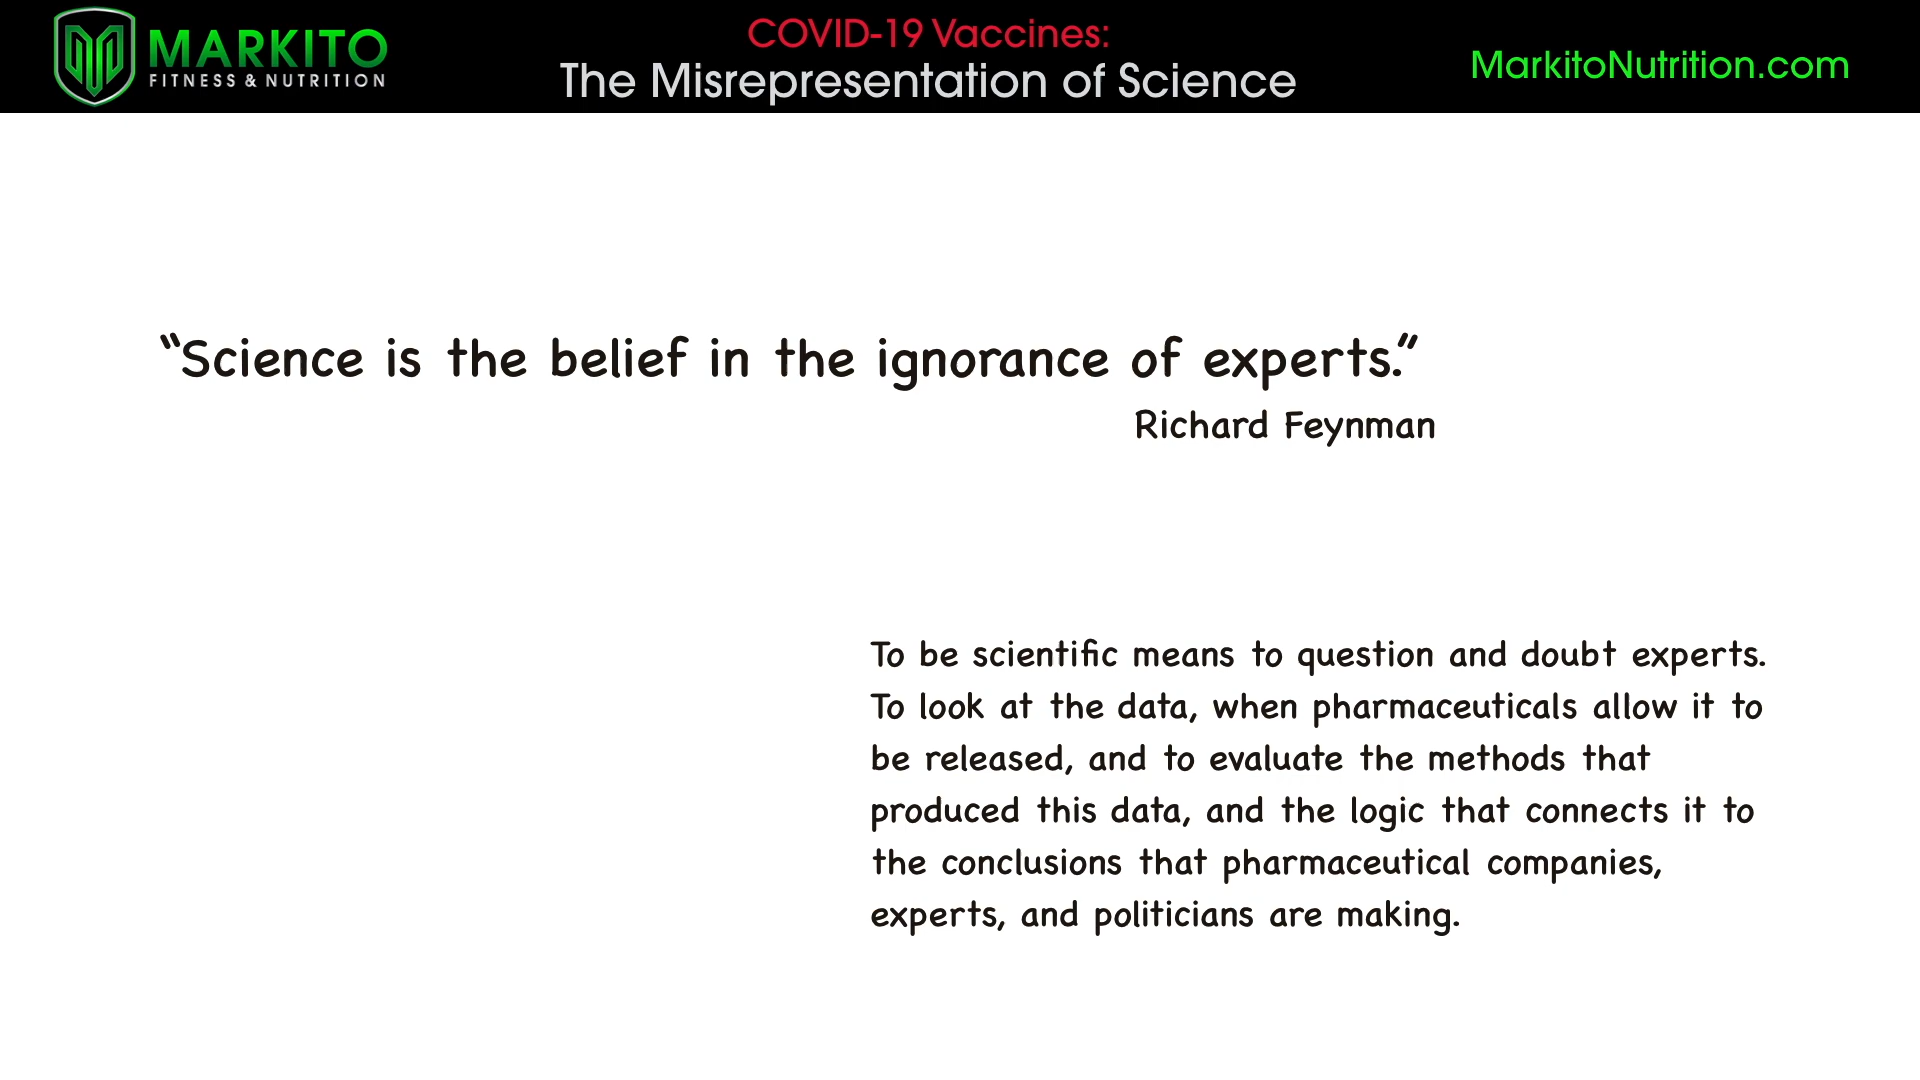 MARKITO
FITNESS & NUTRITION
COVID-19 Vaccines:
The Misrepresentation of Science
MarkitoNutrition.com
“Science is the belief in the ignorance of experts.”
Richard Feynman
To be scientific means to question and doubt experts.
To look at the data, when pharmaceuticals allow it to
be released, and to evaluate the methods that
produced this data, and the logic that connects it to
the conclusions that pharmaceutical companies,
experts, and politicians are making.